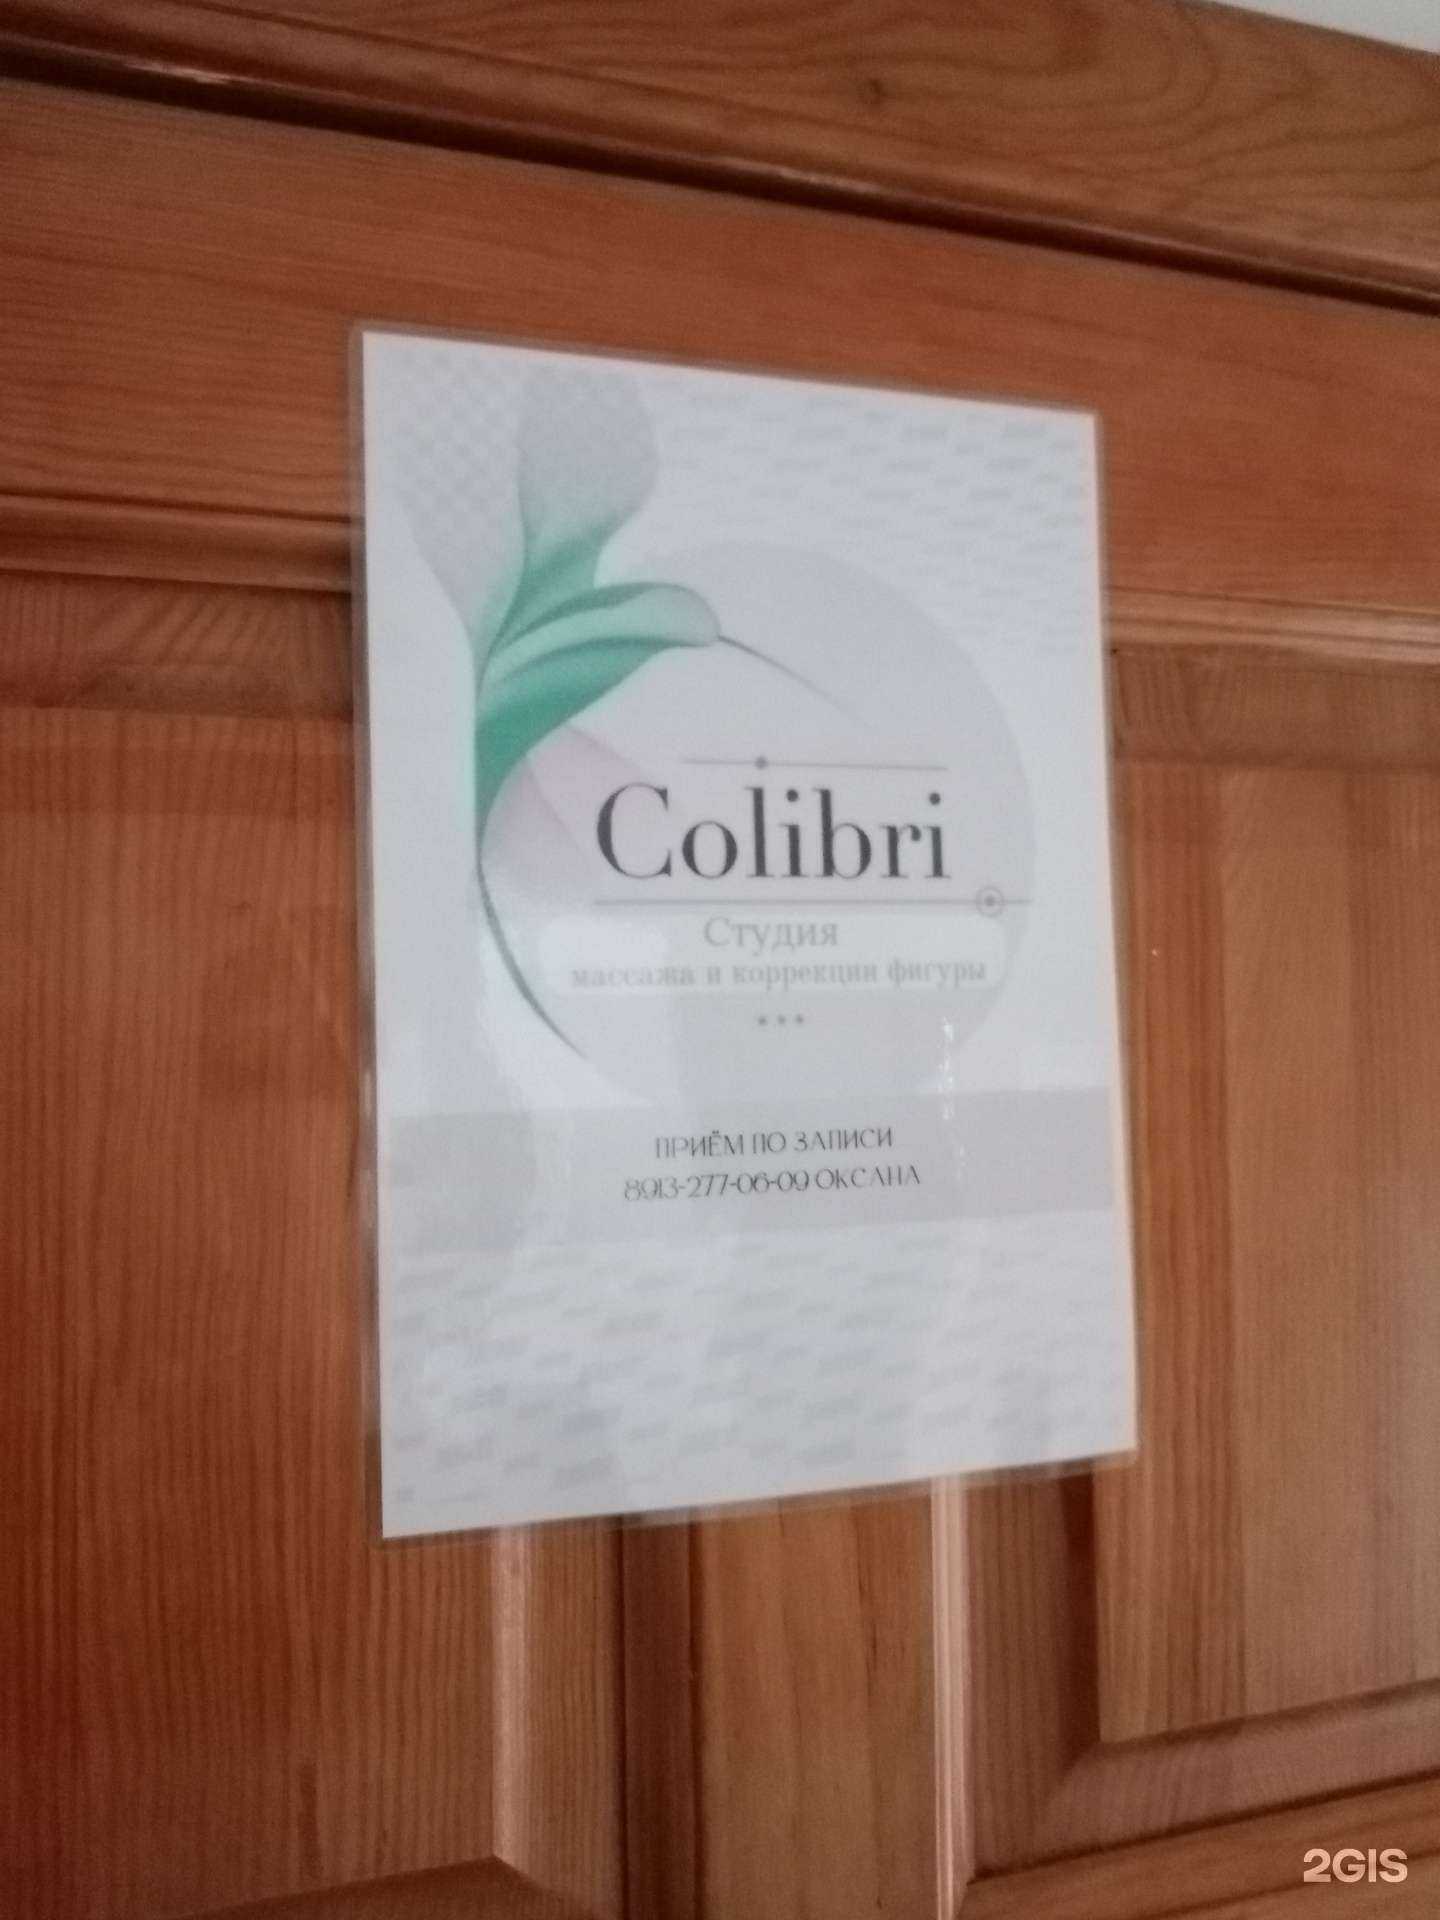 Colibri
Студия
массажа и коррекции фигуры
ПРИЁМ ПО ЗАПИСИ
8913-277-06-09 ОКСАНА
2GIS